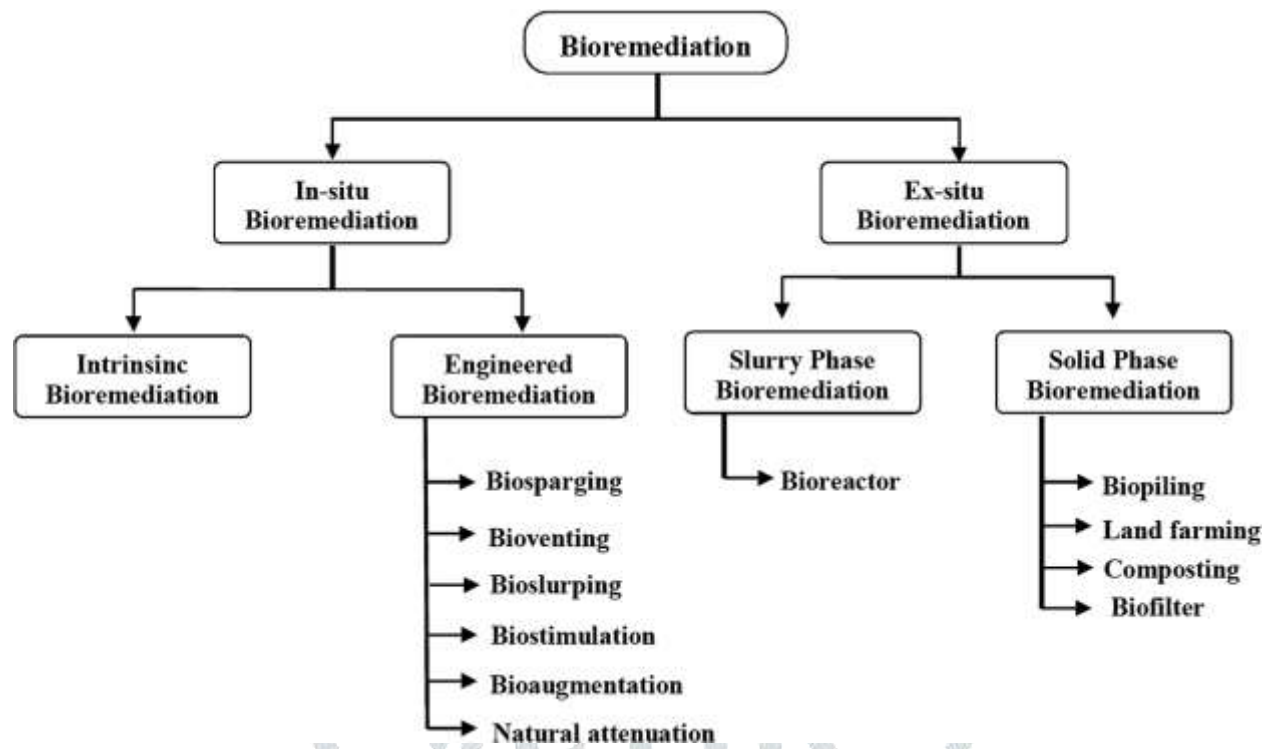 Bioremediation
In-situ
Bioremediation
Ex-situ
Bioremediation
Intrinsinc
Bioremediation
Engineered
Bioremediation
Slurry Phase
Bioremediation
Solid Phase
Bioremediation
Biosparging
Bioventing
Bioslurping
Biostimulation
Bioaugmentation
Natural attenuation
Bioreactor
Biopiling
Land farming
Composting
Biofilter